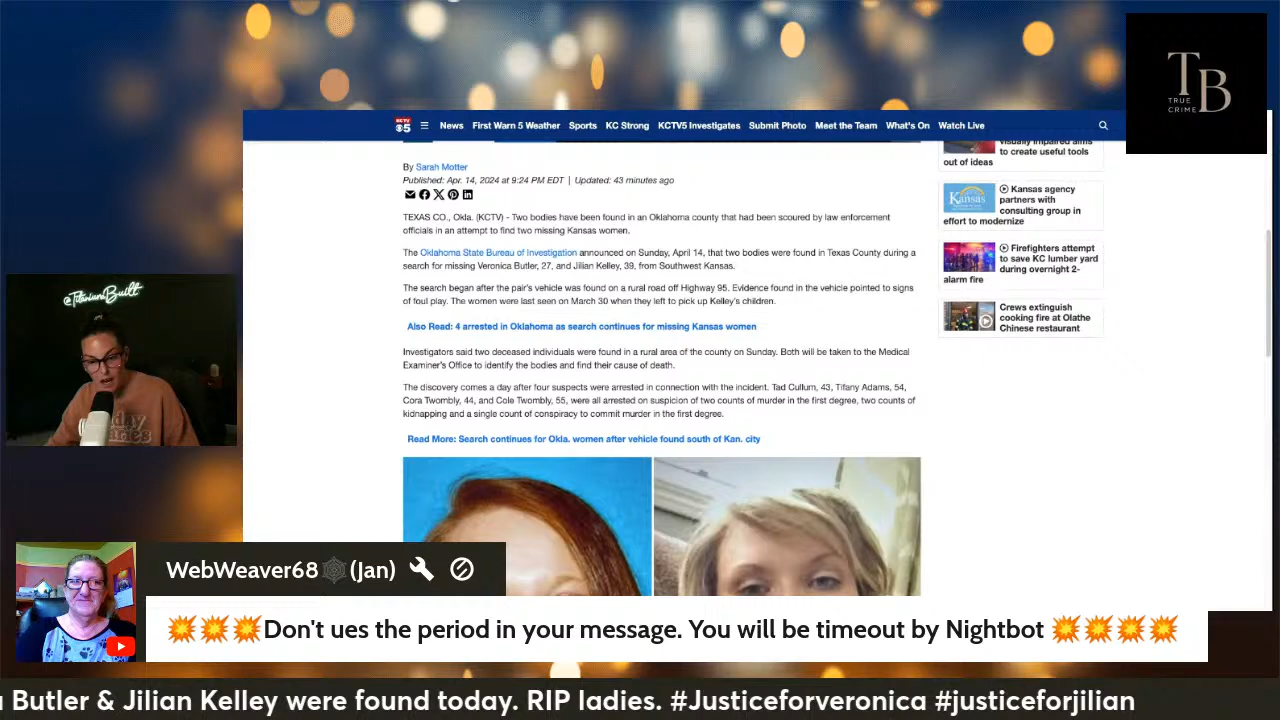 TB
TRUE
CRIME
KCTV
5
News First Warn 5 Weather Sports KC Strong KCTV5 Investigates Submit Photo Meet the Team What's On Watch Live
By Sarah Motter
Published: Apr. 14, 2024 at 9:24 PM EDT | Updated: 43 minutes ago
TEXAS CO., Okla. (KCTV) - Two bodies have been found in an Oklahoma county that had been scoured by law enforcement
officials in an attempt to find two missing Kansas women.
The Oklahoma State Bureau of Investigation announced on Sunday, April 14, that two bodies were found in Texas County during a
search for missing Veronica Butler, 27, and Jilian Kelley, 39, from Southwest Kansas.
The search began after the pair's vehicle was found on a rural road off Highway 95. Evidence found in the vehicle pointed to signs
of foul play. The women were last seen on March 30 when they left to pick up Kelley's children.
Also Read: 4 arrested in Oklahoma as search continues for missing Kansas women
Investigators said two deceased individuals were found in a rural area of the county on Sunday. Both will be taken to the Medical
Examiner's Office to identify the bodies and find their cause of death.
The discovery comes a day after four suspects were arrested in connection with the incident. Tad Cullum, 43, Tifany Adams, 54,
Cora Twombly, 44, and Cole Twombly, 55, were all arrested on suspicion of two counts of murder in the first degree, two counts of
kidnapping and a single count of conspiracy to commit murder in the first degree.
Read More: Search continues for Okla. women after vehicle found south of Kan. city
visually impaired aims
to create useful tools
out of ideas
Kansas
Kansas agency
partners with
consulting group in
effort to modernize
Firefighters attempt
to save KC lumber yard
during overnight 2-
alarm fire
Crews extinguish
cooking fire at Olathe
Chinese restaurant
@TitaniumBuilt
WebWeaver68🕸️(Jan)
💥💥💥Don't ues the period in your message. You will be timeout by Nightbot 💥💥💥💥
a Butler & Jilian Kelley were found today. RIP ladies. #Justiceforveronica #justiceforjilian